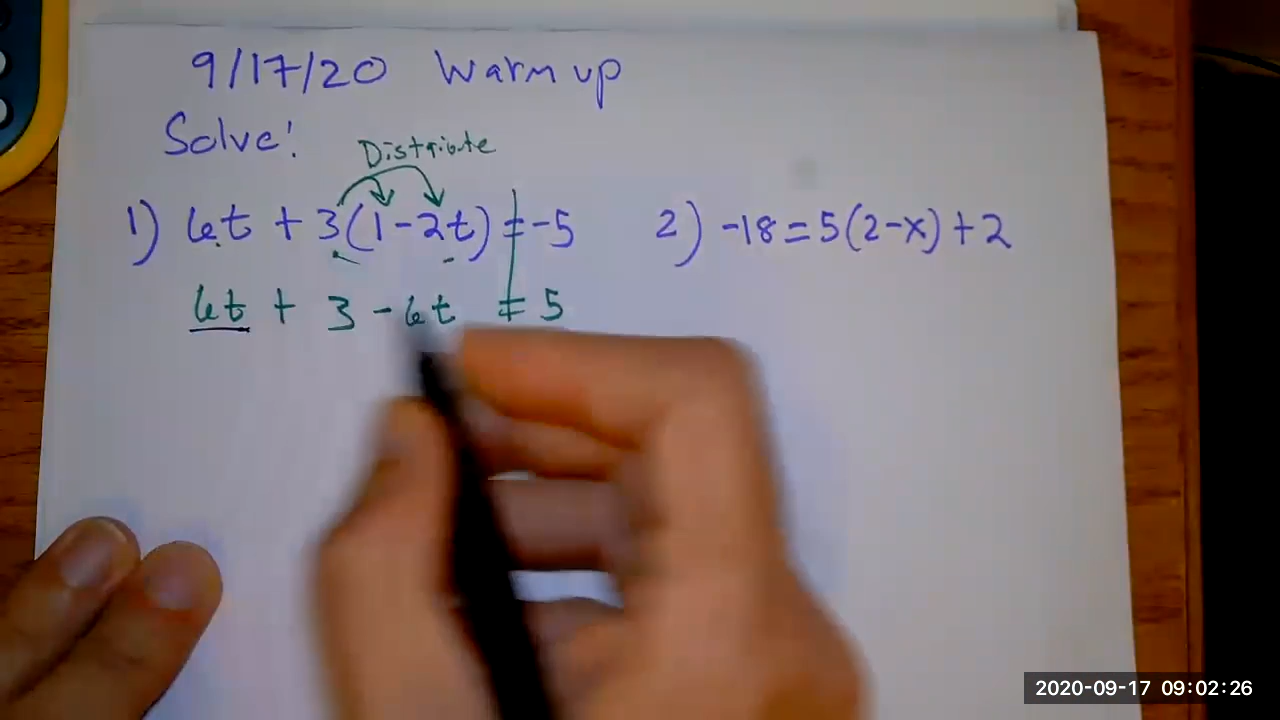 9/17/20 Warm up
Solve!
Distribute
1) 6t + 3(1-2t) = -5
2) -18=5(2-x)+2
6t + 3 - 6t = 5
2020-09-17 09:02:26